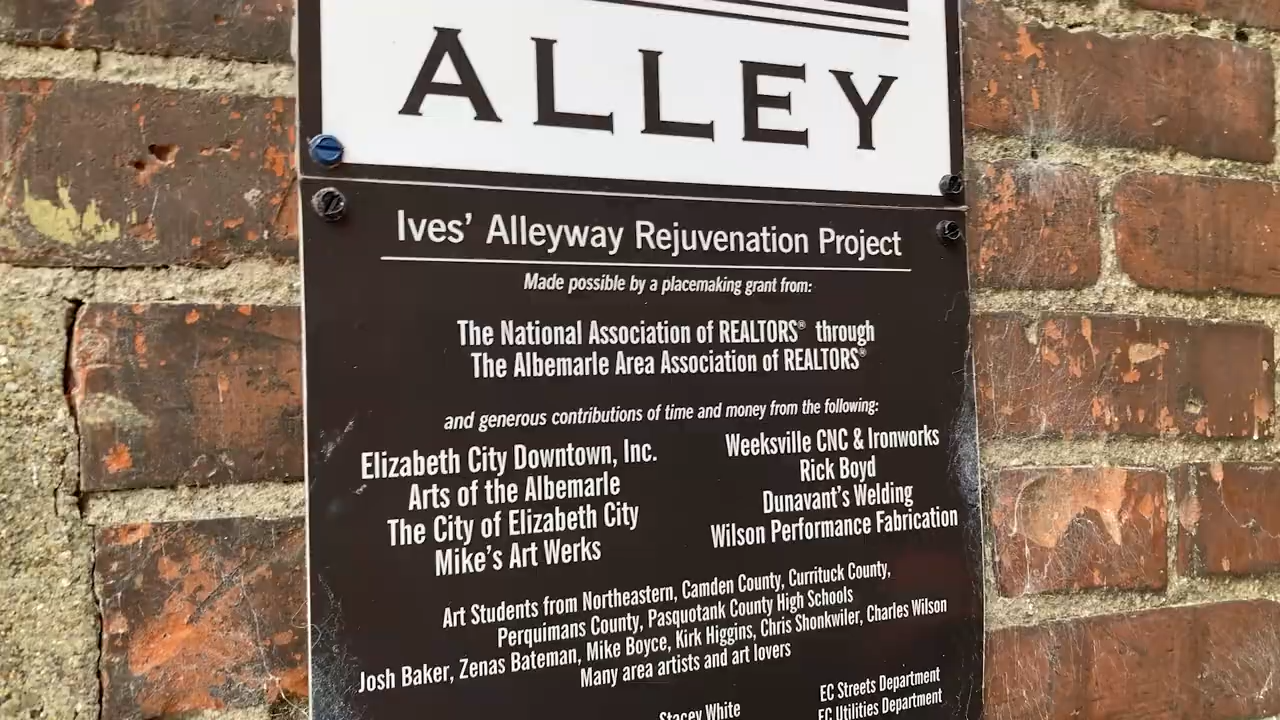 ALLEY
Ives' Alleyway Rejuvenation Project
Made possible by a placemaking grant from:
The National Association of REALTORS® through
The Albemarle Area Association of REALTORS®
and generous contributions of time and money from the following:
Elizabeth City Downtown, Inc.
Arts of the Albemarle
The City of Elizabeth City
Mike's Art Werks
Weeksville CNC & Ironworks
Rick Boyd
Dunavant's Welding
Wilson Performance Fabrication
Art Students from Northeastern, Camden County, Currituck County,
Perquimans County, Pasquotank County High Schools
Josh Baker, Zenas Bateman, Mike Boyce, Kirk Higgins, Chris Shonkwiler, Charles Wilson
Many area artists and art lovers
Stacey White
EC Streets Department
EC Utilities Department